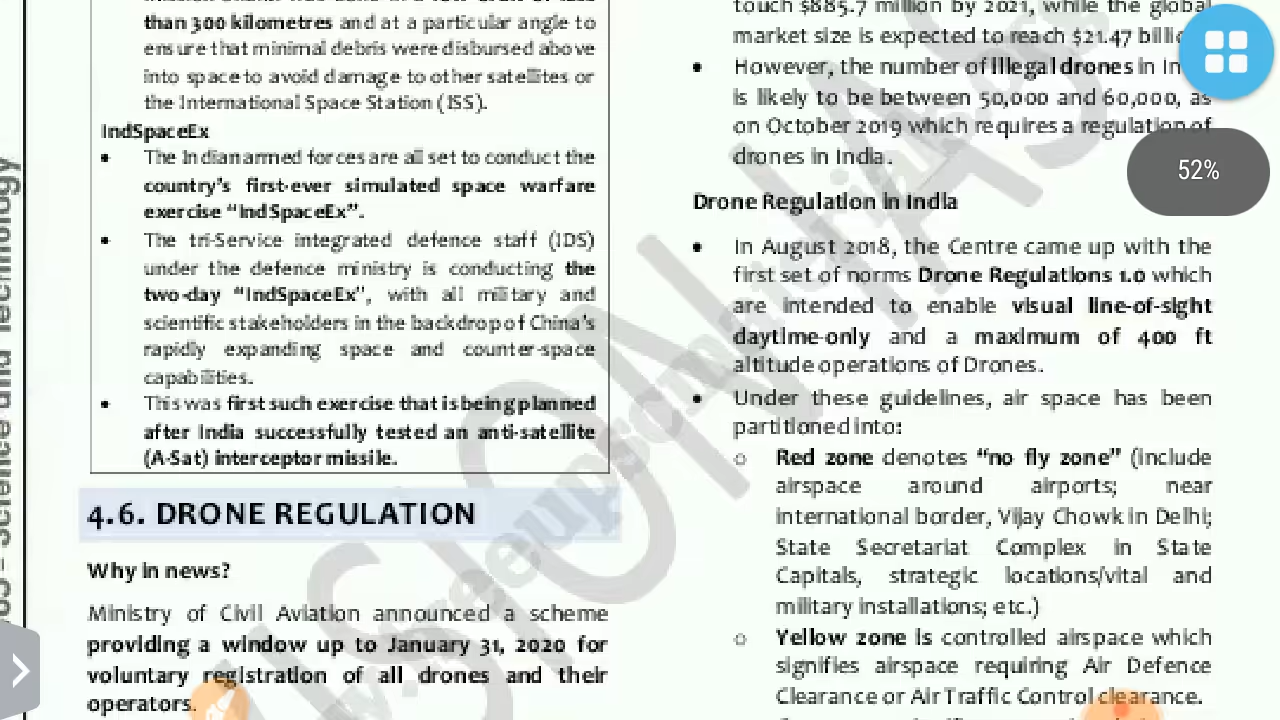 than 300 kilometres and at a particular angle to
ensure that minimal debris were disbursed above
into space to avoid damage to other satellites or
the International Space Station (ISS).
IndSpaceEx
• The Indian armed forces are all set to conduct the
country's first-ever simulated space warfare
exercise "IndSpaceEx".
• The tri-Service integrated defence staff (IDS)
under the defence ministry is conducting the
two-day "IndSpaceEx", with all military and
scientific stakeholders in the backdrop of China's
rapidly expanding space and counter-space
capabilities.
• This was first such exercise that is being planned
after India successfully tested an anti-satellite
(A-Sat) interceptor missile.
4.6. DRONE REGULATION
Why in news?
Ministry of Civil Aviation announced a scheme
providing a window up to January 31, 2020 for
voluntary registration of all drones and their
operators.
touch $885.7 million by 2021, while the global
market size is expected to reach $21.47
• However, the number of illegal drones in
is likely to be between 50,000 and 60,000, as
on October 2019 which requires a regulation of
drones in India.
Drone Regulation in India
• In August 2018, the Centre came up with the
first set of norms Drone Regulations 1.0 which
are intended to enable visual line-of-sight
daytime-only and a maximum of 400 ft
altitude operations of Drones.
• Under these guidelines, air space has been
partitioned into:
o Red zone denotes "no fly zone" (include
airspace around airports; near
international border, Vijay Chowk in Delhi;
State Secretariat Complex in State
Capitals, strategic locations/vital and
military installations; etc.)
o Yellow zone is controlled airspace which
signifies airspace requiring Air Defence
Clearance or Air Traffic Control clearance.
52%
Science and Technology